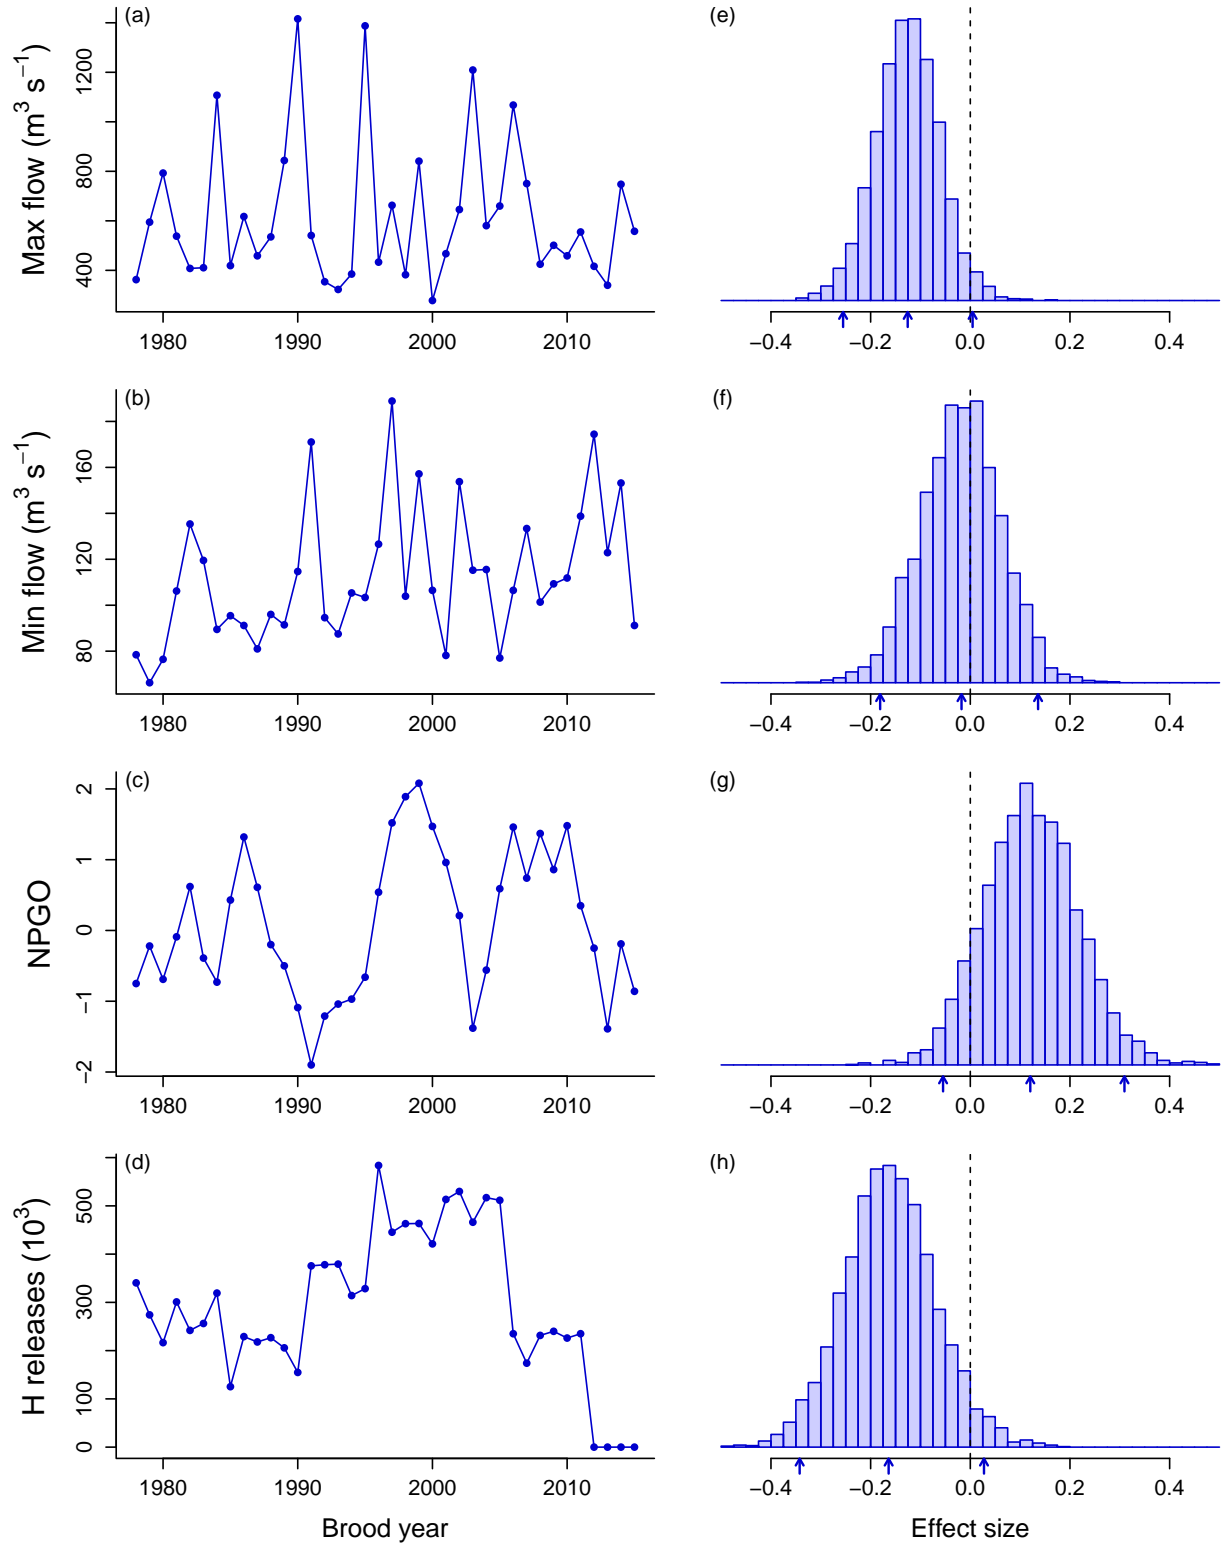 (a)
Max flow (m³ s⁻¹)
400 800 1200
1980 1990 2000 2010
(e)
−0.4 −0.2 0.0 0.2 0.4
(b)
Min flow (m³ s⁻¹)
80 120 160
1980 1990 2000 2010
(f)
−0.4 −0.2 0.0 0.2 0.4
(c)
NPGO
−2 −1 0 1 2
1980 1990 2000 2010
(g)
−0.4 −0.2 0.0 0.2 0.4
(d)
H releases (10³)
0 100 300 500
1980 1990 2000 2010
Brood year
(h)
−0.4 −0.2 0.0 0.2 0.4
Effect size